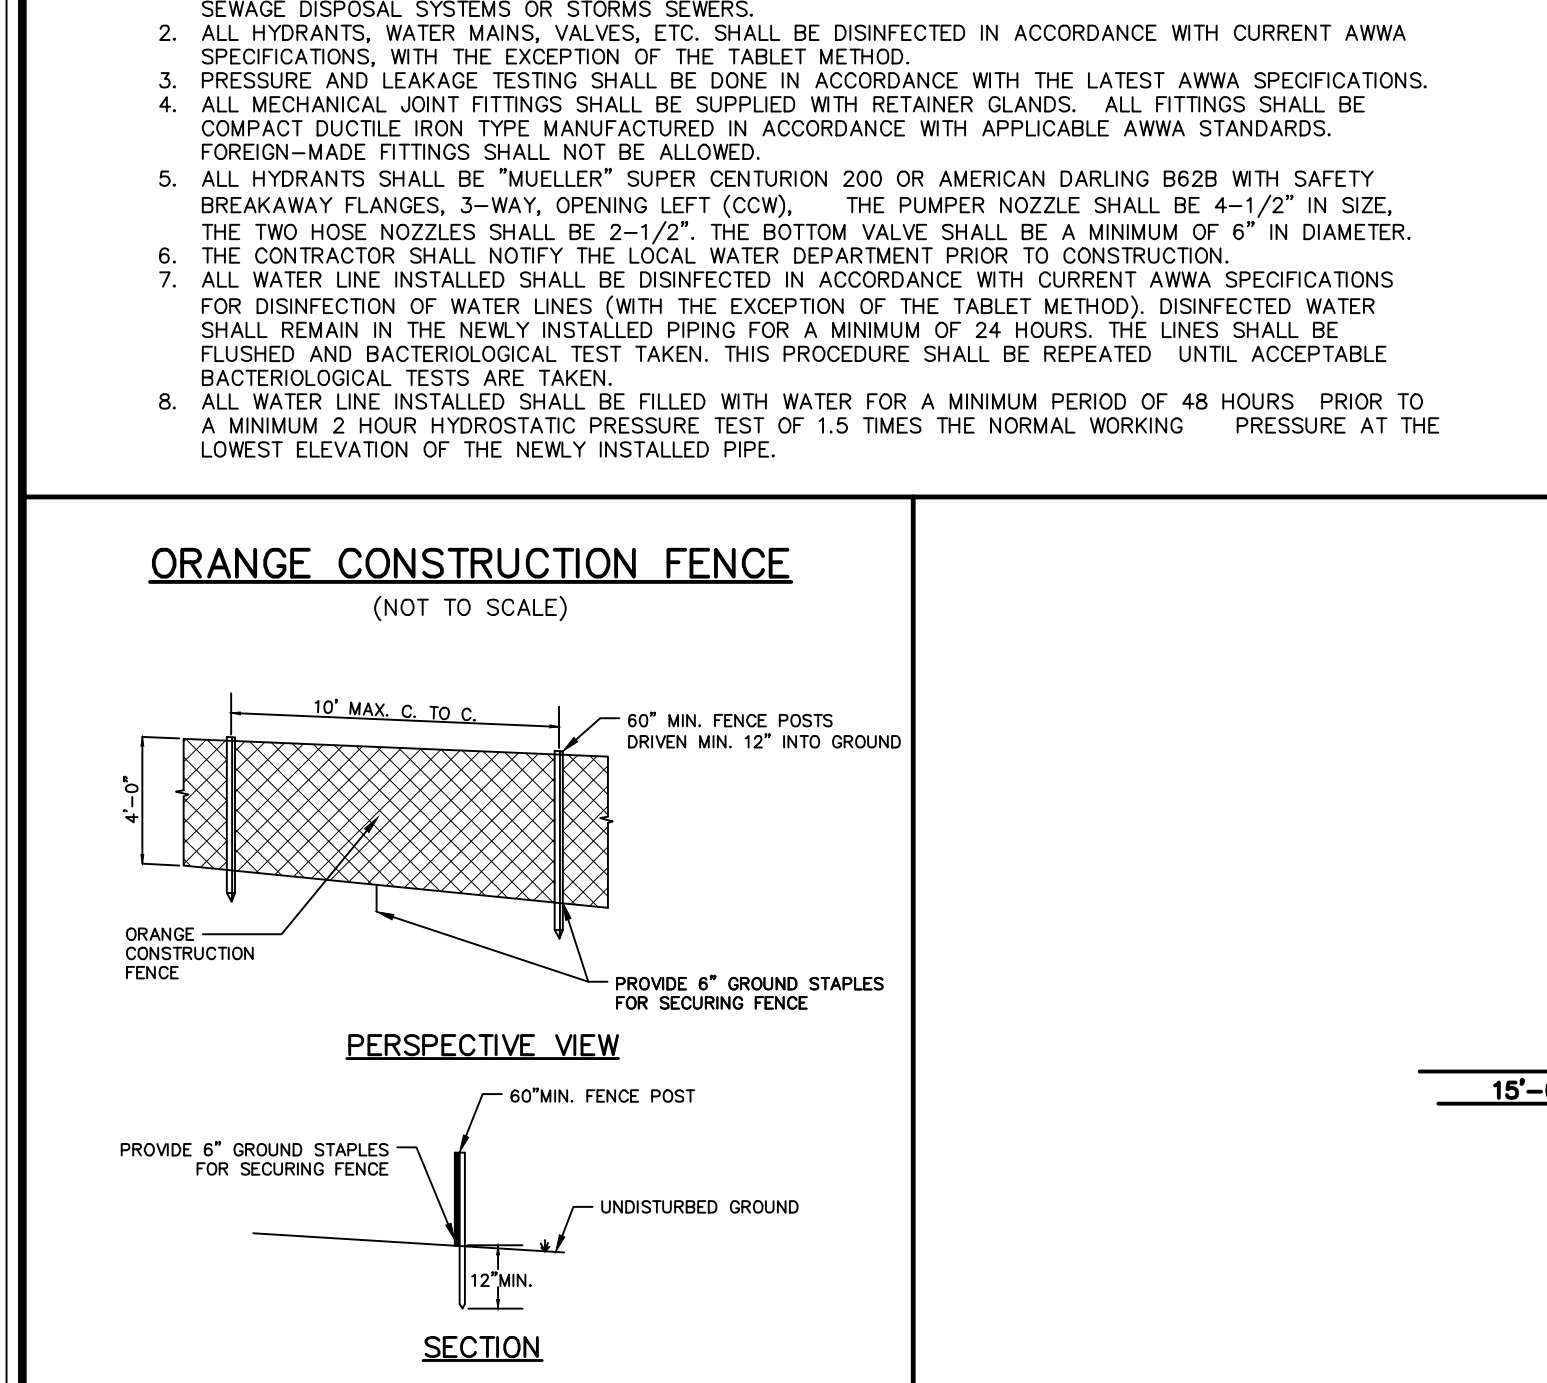 SEWAGE DISPOSAL SYSTEMS OR STORMS SEWERS.
2. ALL HYDRANTS, WATER MAINS, VALVES, ETC. SHALL BE DISINFECTED IN ACCORDANCE WITH CURRENT AWWA
SPECIFICATIONS, WITH THE EXCEPTION OF THE TABLET METHOD.
3. PRESSURE AND LEAKAGE TESTING SHALL BE DONE IN ACCORDANCE WITH THE LATEST AWWA SPECIFICATIONS.
4. ALL MECHANICAL JOINT FITTINGS SHALL BE SUPPLIED WITH RETAINER GLANDS. ALL FITTINGS SHALL BE
COMPACT DUCTILE IRON TYPE MANUFACTURED IN ACCORDANCE WITH APPLICABLE AWWA STANDARDS.
FOREIGN-MADE FITTINGS SHALL NOT BE ALLOWED.
5. ALL HYDRANTS SHALL BE "MUELLER" SUPER CENTURION 200 OR AMERICAN DARLING B62B WITH SAFETY
BREAKAWAY FLANGES, 3-WAY, OPENING LEFT (CCW), THE PUMPER NOZZLE SHALL BE 4-1/2" IN SIZE,
THE TWO HOSE NOZZLES SHALL BE 2-1/2". THE BOTTOM VALVE SHALL BE A MINIMUM OF 6" IN DIAMETER.
6. THE CONTRACTOR SHALL NOTIFY THE LOCAL WATER DEPARTMENT PRIOR TO CONSTRUCTION.
7. ALL WATER LINE INSTALLED SHALL BE DISINFECTED IN ACCORDANCE WITH CURRENT AWWA SPECIFICATIONS
FOR DISINFECTION OF WATER LINES (WITH THE EXCEPTION OF THE TABLET METHOD). DISINFECTED WATER
SHALL REMAIN IN THE NEWLY INSTALLED PIPING FOR A MINIMUM OF 24 HOURS. THE LINES SHALL BE
FLUSHED AND BACTERIOLOGICAL TEST TAKEN. THIS PROCEDURE SHALL BE REPEATED UNTIL ACCEPTABLE
BACTERIOLOGICAL TESTS ARE TAKEN.
8. ALL WATER LINE INSTALLED SHALL BE FILLED WITH WATER FOR A MINIMUM PERIOD OF 48 HOURS PRIOR TO
A MINIMUM 2 HOUR HYDROSTATIC PRESSURE TEST OF 1.5 TIMES THE NORMAL WORKING PRESSURE AT THE
LOWEST ELEVATION OF THE NEWLY INSTALLED PIPE.
ORANGE CONSTRUCTION FENCE
(NOT TO SCALE)
10' MAX. C. TO C.
60" MIN. FENCE POSTS
DRIVEN MIN. 12" INTO GROUND
4'-0"
ORANGE
CONSTRUCTION
FENCE
PROVIDE 6" GROUND STAPLES
FOR SECURING FENCE
PERSPECTIVE VIEW
60"MIN. FENCE POST
PROVIDE 6" GROUND STAPLES
FOR SECURING FENCE
UNDISTURBED GROUND
12"MIN.
SECTION
15'-